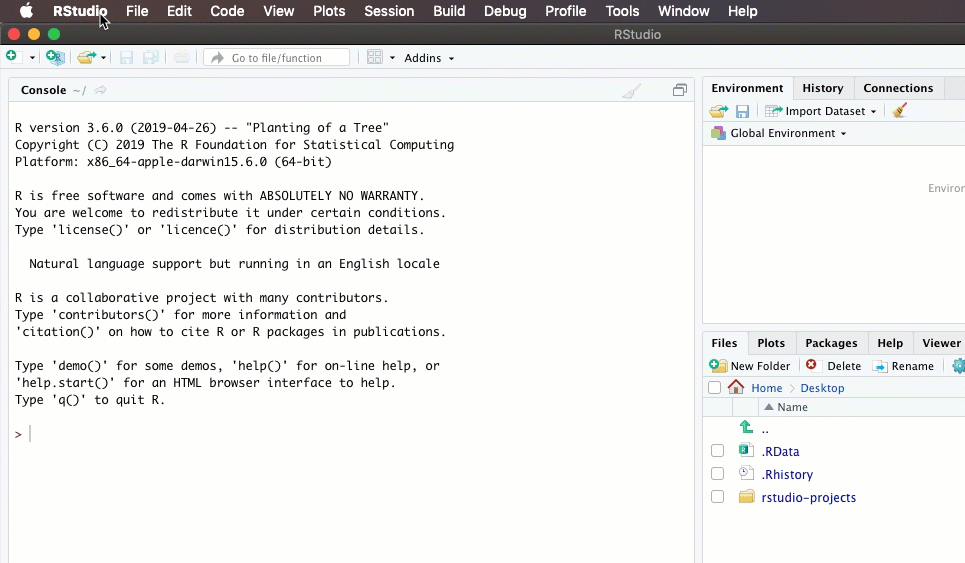 RStudio File Edit Code View Plots Session Build Debug Profile Tools Window Help
RStudio
Go to file/function Addins
Console ~/
R version 3.6.0 (2019-04-26) -- "Planting of a Tree"
Copyright (C) 2019 The R Foundation for Statistical Computing
Platform: x86_64-apple-darwin15.6.0 (64-bit)
R is free software and comes with ABSOLUTELY NO WARRANTY.
You are welcome to redistribute it under certain conditions.
Type 'license()' or 'licence()' for distribution details.
Natural language support but running in an English locale
R is a collaborative project with many contributors.
Type 'contributors()' for more information and
'citation()' on how to cite R or R packages in publications.
Type 'demo()' for some demos, 'help()' for on-line help, or
'help.start()' for an HTML browser interface to help.
Type 'q()' to quit R.
>
Environment History Connections
Import Dataset
Global Environment
Enviror
Files Plots Packages Help Viewer
New Folder Delete Rename
Home Desktop
Name
..
.RData
.Rhistory
rstudio-projects